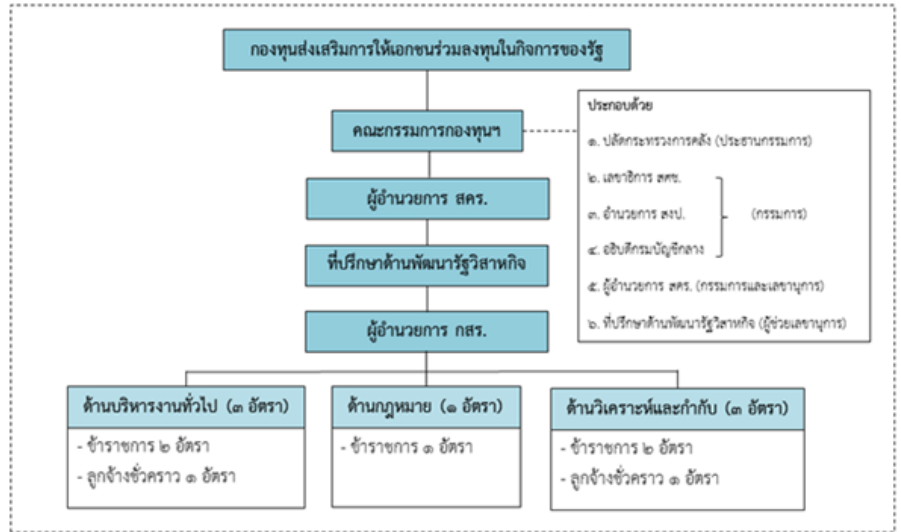 กองทุนส่งเสริมการให้เอกชนร่วมลงทุนในกิจการของรัฐ
คณะกรรมการกองทุนฯ
ผู้อำนวยการ สคร.
ที่ปรึกษาด้านพัฒนารัฐวิสาหกิจ
ผู้อำนวยการ กสร.
ประกอบด้วย
๑. ปลัดกระทรวงการคลัง (ประธานกรรมการ)
๒. เลขาธิการ สศช.
๓. อำนวยการ สงป.
(กรรมการ)
๔. อธิบดีกรมบัญชีกลาง
๕. ผู้อำนวยการ สคร. (กรรมการและเลขานุการ)
๖. ที่ปรึกษาด้านพัฒนารัฐวิสาหกิจ (ผู้ช่วยเลขานุการ)
ด้านบริหารงานทั่วไป (๓ อัตรา)
- ข้าราชการ ๒ อัตรา
- ลูกจ้างชั่วคราว ๑ อัตรา
ด้านกฎหมาย (๑ อัตรา)
- ข้าราชการ ๑ อัตรา
ด้านวิเคราะห์และกำกับ (๓ อัตรา)
- ข้าราชการ ๒ อัตรา
- ลูกจ้างชั่วคราว ๑ อัตรา